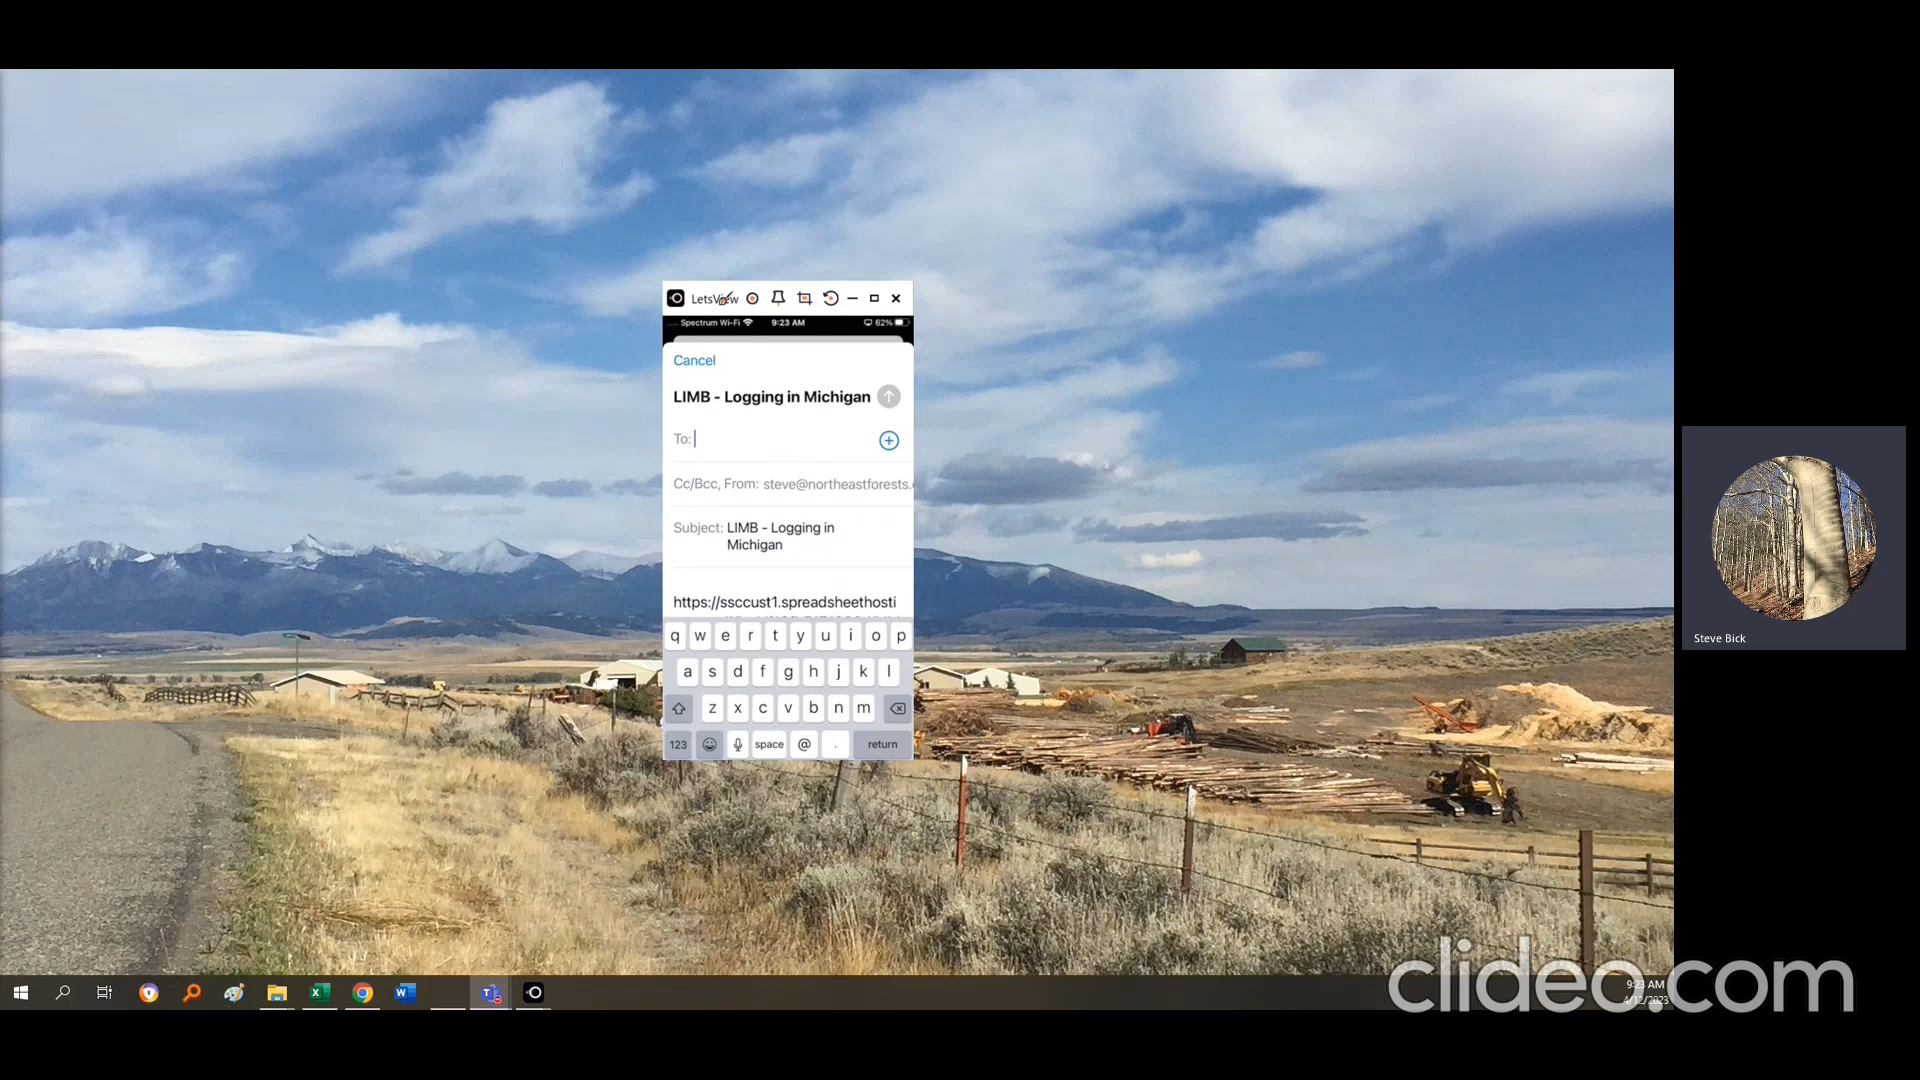 LetsView
Spectrum Wi-Fi 9:23 AM 62%
Cancel
LIMB - Logging in Michigan
To:
Cc/Bcc, From: steve@northeastforests.
Subject: LIMB - Logging in
Michigan
https://ssccust1.spreadsheethosti
q w e r t y u i o p
a s d f g h j k l
z x c v b n m
123 space @ . return
Steve Bick
9:23 AM
4/12/2023
clideo.com